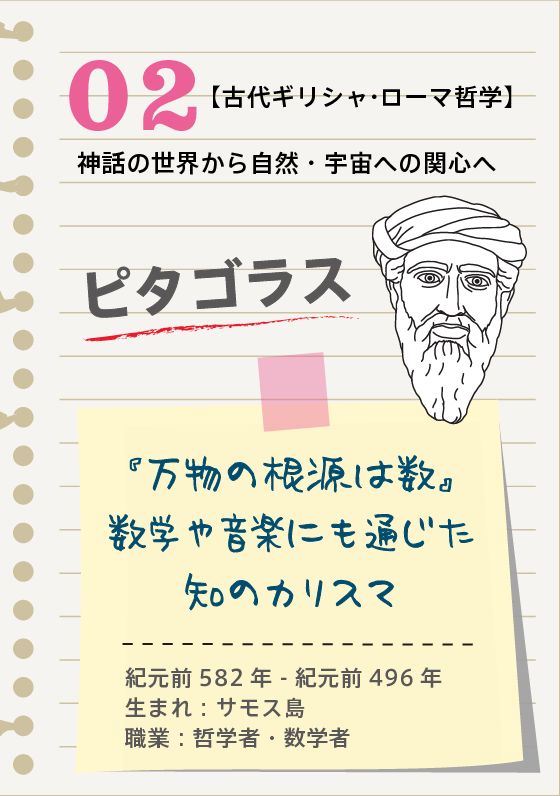 02【古代ギリシャ・ローマ哲学】
神話の世界から自然・宇宙への関心へ
ピタゴラス
『万物の根源は数』
数学や音楽にも通じた
知のカリスマ
紀元前 582 年 - 紀元前 496 年
生まれ：サモス島
職業：哲学者・数学者